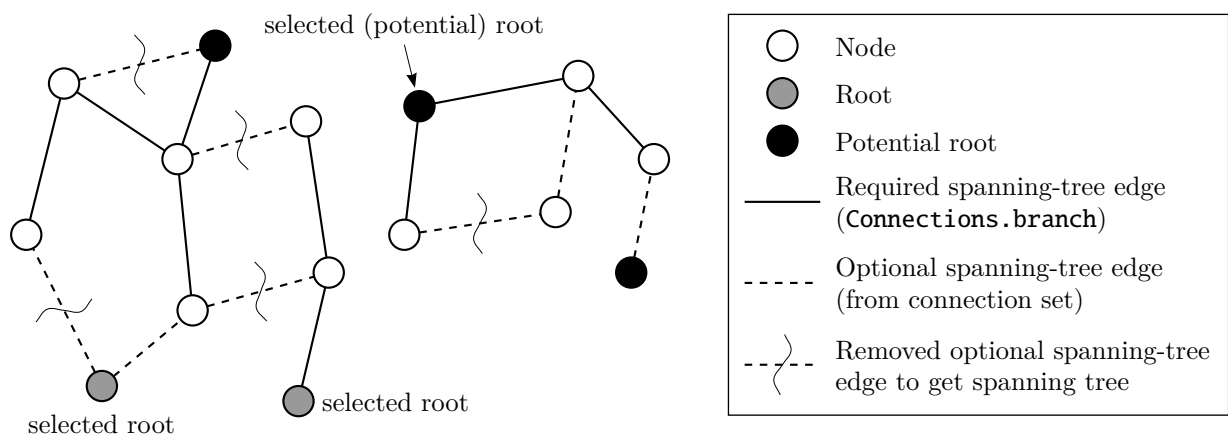 selected (potential) root
selected root
selected root
Node
Root
Potential root
Required spanning-tree edge
(Connections.branch)
Optional spanning-tree edge
(from connection set)
Removed optional spanning-tree
edge to get spanning tree